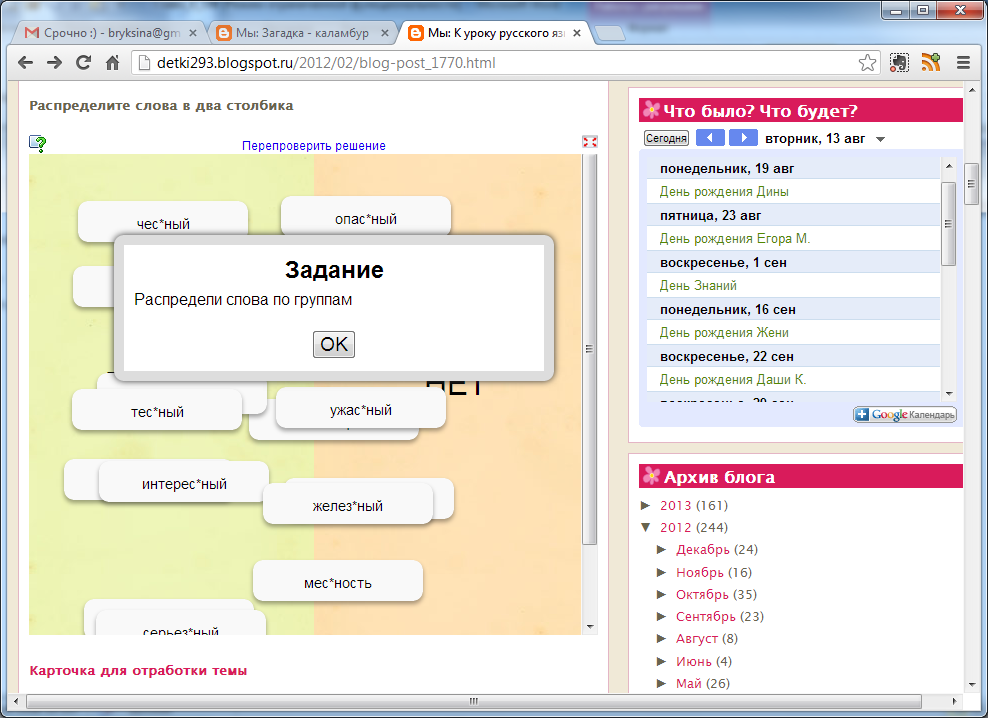 Срочно :) - bryksina@gm
Мы: Загадка - каламбур
Мы: К уроку русского яз
detki293.blogspot.ru/2012/02/blog-post_1770.html
Распределите слова в два столбика
Перепроверить решение
чес*ный
опас*ный
Задание
Распредели слова по группам
OK
НЕТ
тес*ный
ужас*ный
интерес*ный
желез*ный
мес*ность
серьез*ный
Карточка для отработки темы
Что было? Что будет?
Сегодня
вторник, 13 авг
понедельник, 19 авг
День рождения Дины
пятница, 23 авг
День рождения Егора М.
воскресенье, 1 сен
День Знаний
понедельник, 16 сен
День рождения Жени
воскресенье, 22 сен
День рождения Даши К.
Google Календарь
Архив блога
► 2013 (161)
▼ 2012 (244)
► Декабрь (24)
► Ноябрь (16)
► Октябрь (35)
► Сентябрь (23)
► Август (8)
► Июнь (4)
► Май (26)